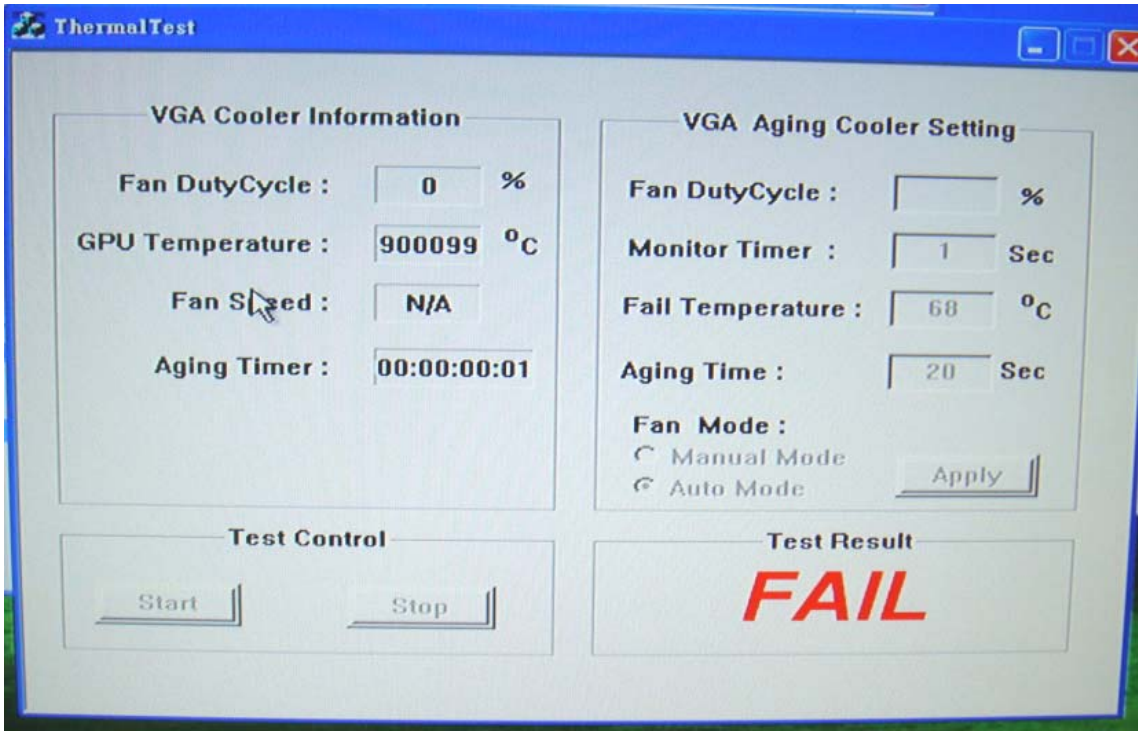 ThermalTest
VGA Cooler Information
Fan DutyCycle : 0 %
GPU Temperature : 900099 °C
Fan Speed : N/A
Aging Timer : 00:00:00:01
VGA Aging Cooler Setting
Fan DutyCycle : %
Monitor Timer : 1 Sec
Fail Temperature : 68 °C
Aging Time : 20 Sec
Fan Mode :
Manual Mode
Auto Mode
Apply
Test Control
Start Stop
Test Result
FAIL